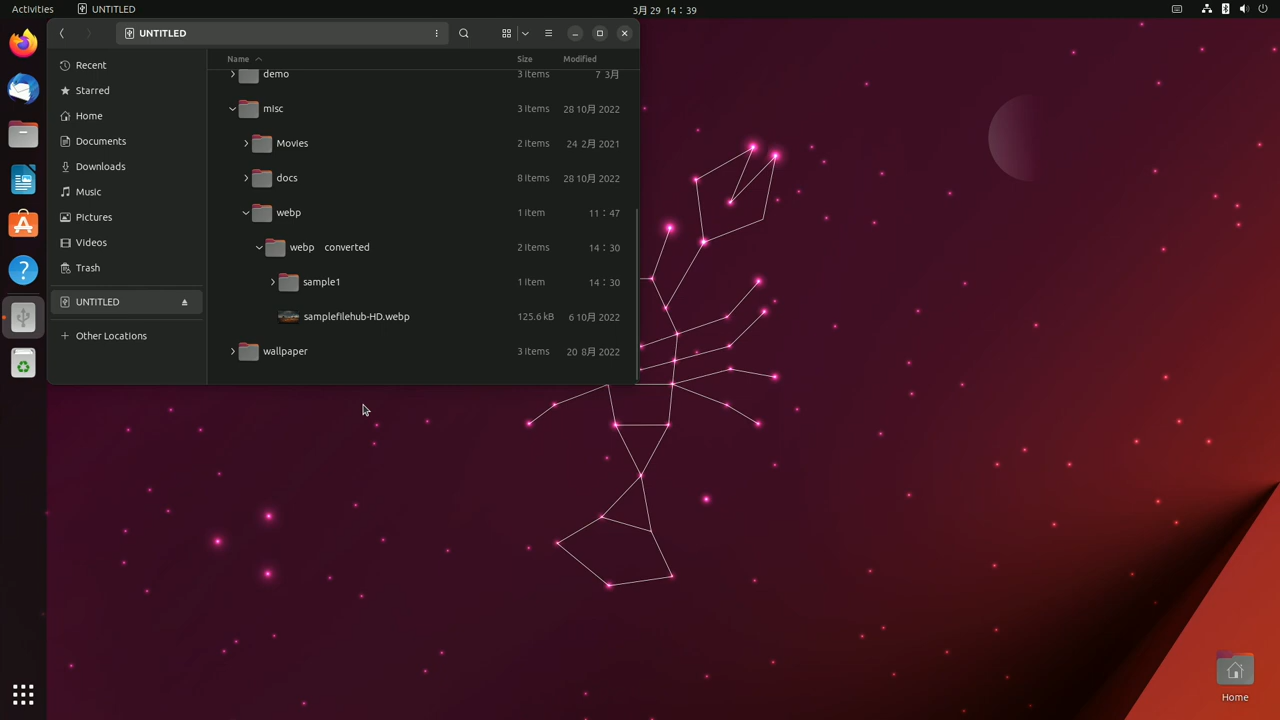 Activities UNTITLED 3月 29 14：39
UNTITLED
Name Size Modified
Recent
Starred
Home
Documents
Downloads
Music
Pictures
Videos
Trash
UNTITLED
Other Locations
demo 3 items 7 3月
misc 3 items 28 10月 2022
Movies 2 items 24 2月 2021
docs 8 items 28 10月 2022
webp 1 item 11：47
webp converted 2 items 14：30
sample1 1 item 14：30
samplefilehub-HD.webp 125.6 kB 6 10月 2022
wallpaper 3 items 20 8月 2022
Home